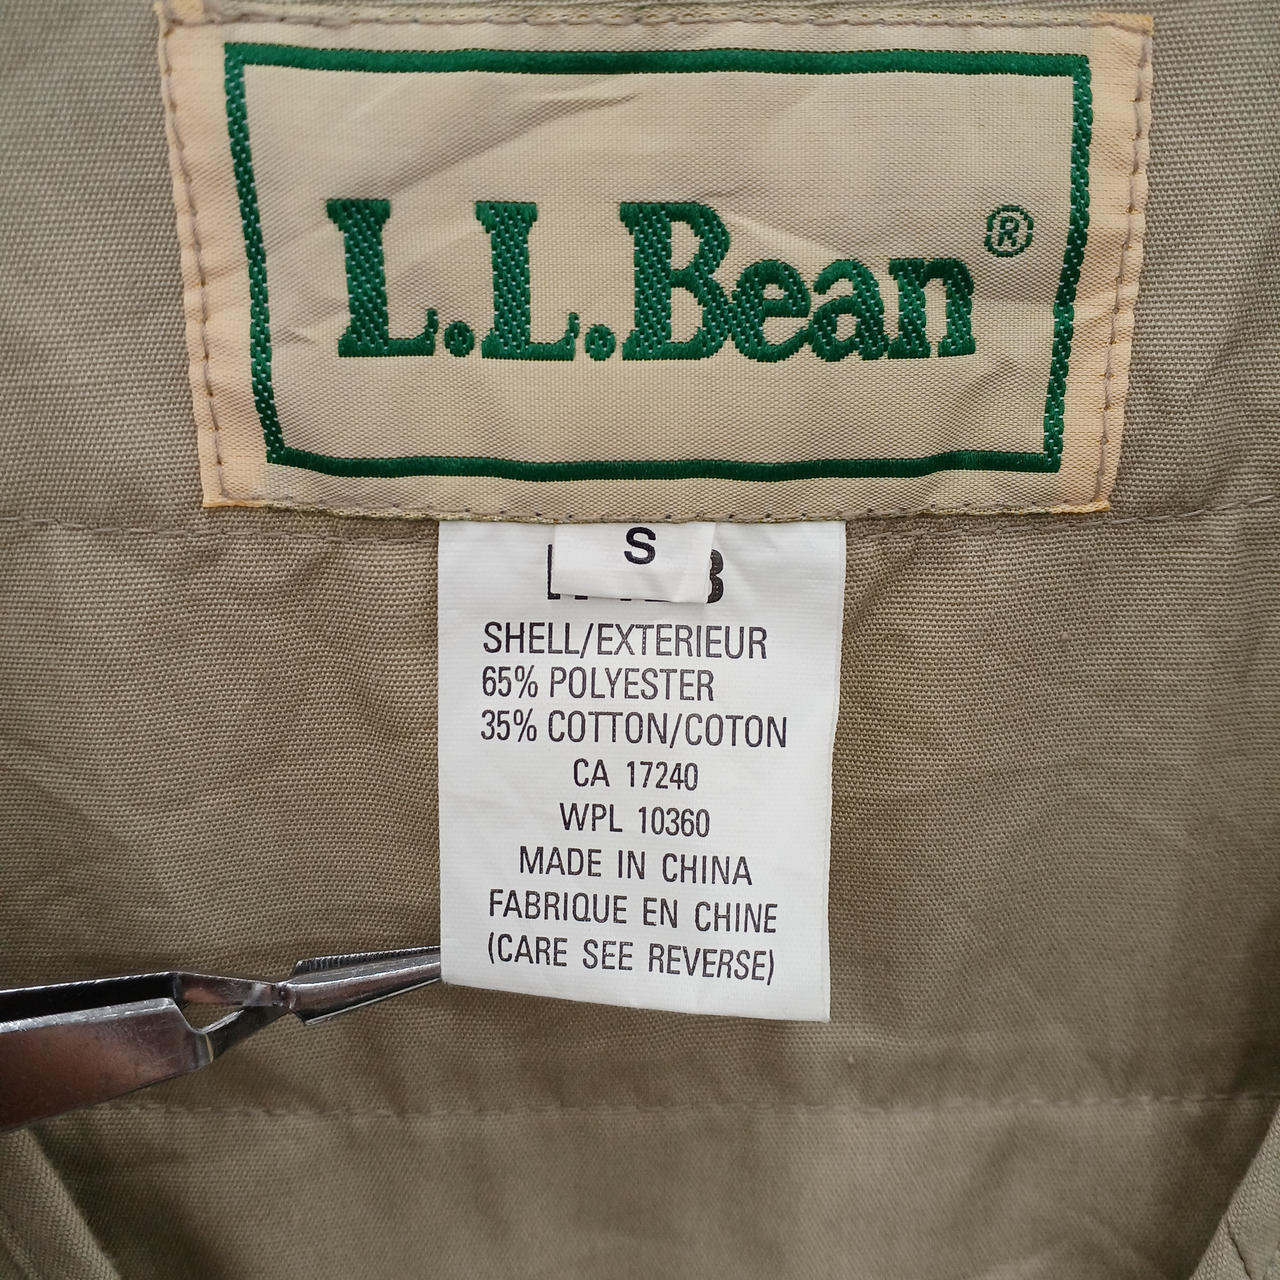 L.L.Bean®
S
SHELL/EXTERIEUR
65% POLYESTER
35% COTTON/COTON
CA 17240
WPL 10360
MADE IN CHINA
FABRIQUE EN CHINE
(CARE SEE REVERSE)